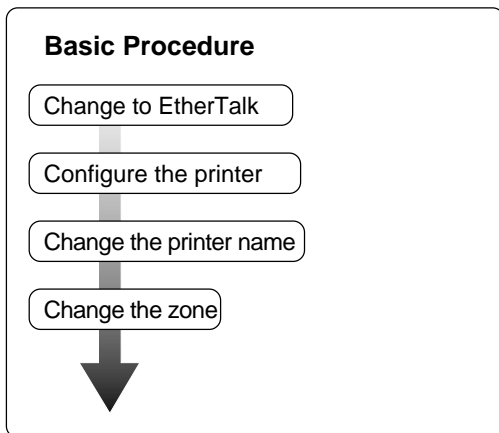 Basic Procedure
Change to EtherTalk
Configure the printer
Change the printer name
Change the zone